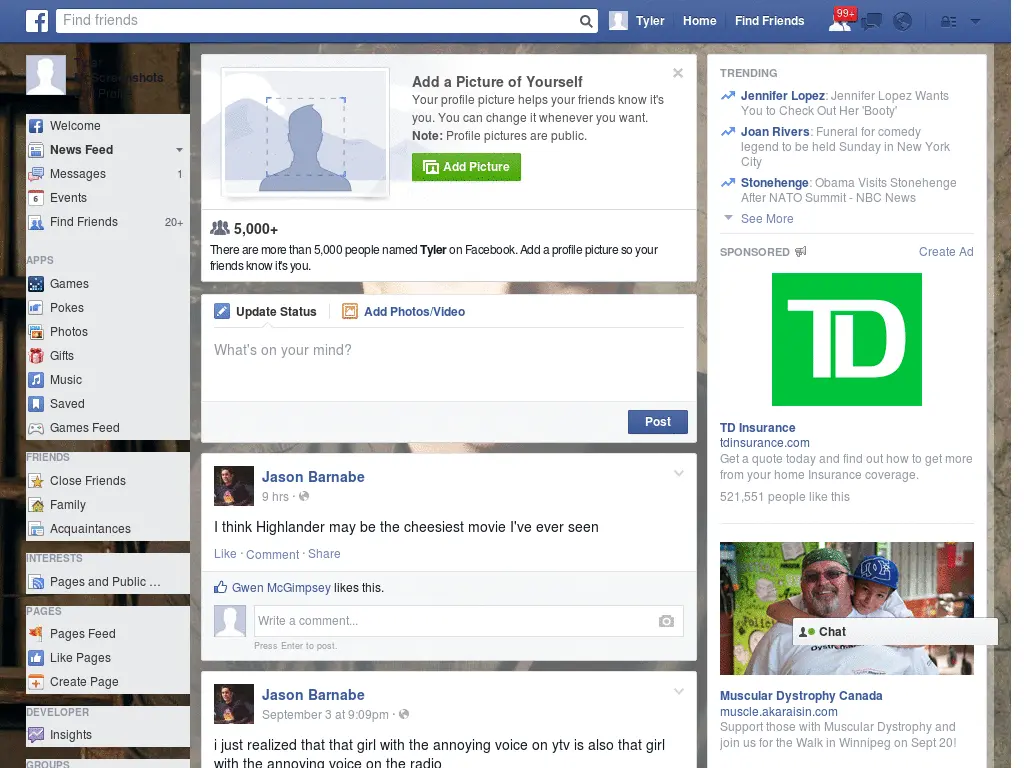 Find friends
Tyler
Home
Find Friends
99+
Tyler
McScreenshots
Edit Profile
Welcome
News Feed
Messages 1
6 Events
Find Friends 20+
APPS
Games
Pokes
Photos
Gifts
Music
Saved
Games Feed
FRIENDS
Close Friends
Family
Acquaintances
INTERESTS
Pages and Public ...
PAGES
Pages Feed
Like Pages
Create Page
DEVELOPER
Insights
GROUPS
Add a Picture of Yourself
Your profile picture helps your friends know it's
you. You can change it whenever you want.
Note: Profile pictures are public.
Add Picture
5,000+
There are more than 5,000 people named Tyler on Facebook. Add a profile picture so your
friends know it's you.
Update Status
Add Photos/Video
What's on your mind?
Post
Jason Barnabe
9 hrs ·
I think Highlander may be the cheesiest movie I've ever seen
Like · Comment · Share
Gwen McGimpsey likes this.
Write a comment...
Press Enter to post.
Jason Barnabe
September 3 at 9:09pm ·
i just realized that that girl with the annoying voice on ytv is also that girl
with the annoying voice on the radio
TRENDING
Jennifer Lopez: Jennifer Lopez Wants
You to Check Out Her 'Booty'
Joan Rivers: Funeral for comedy
legend to be held Sunday in New York
City
Stonehenge: Obama Visits Stonehenge
After NATO Summit - NBC News
See More
SPONSORED
Create Ad
TD
TD Insurance
tdinsurance.com
Get a quote today and find out how to get more
from your home Insurance coverage.
521,551 people like this
Chat
Muscular Dystrophy Canada
muscle.akaraisin.com
Support those with Muscular Dystrophy and
join us for the Walk in Winnipeg on Sept 20!